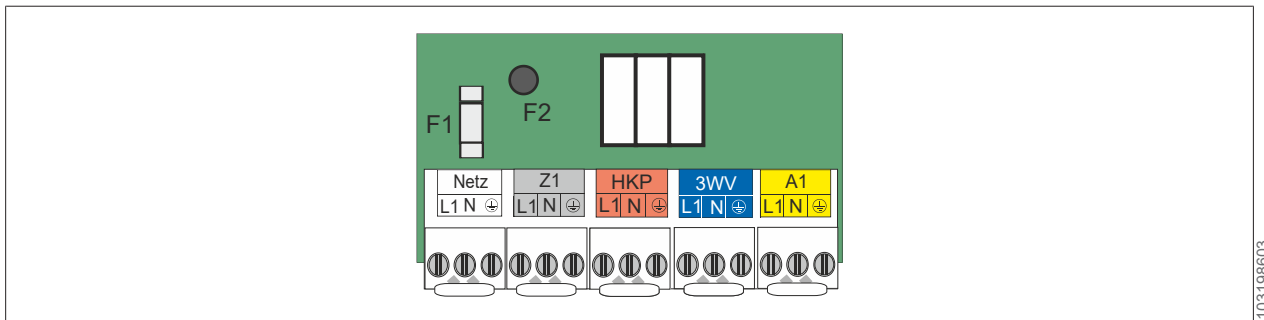 F1
F2
Netz Z1 HKP 3WV A1
L1 N ⏚ L1 N ⏚ L1 N ⏚ L1 N ⏚ L1 N ⏚
103198603